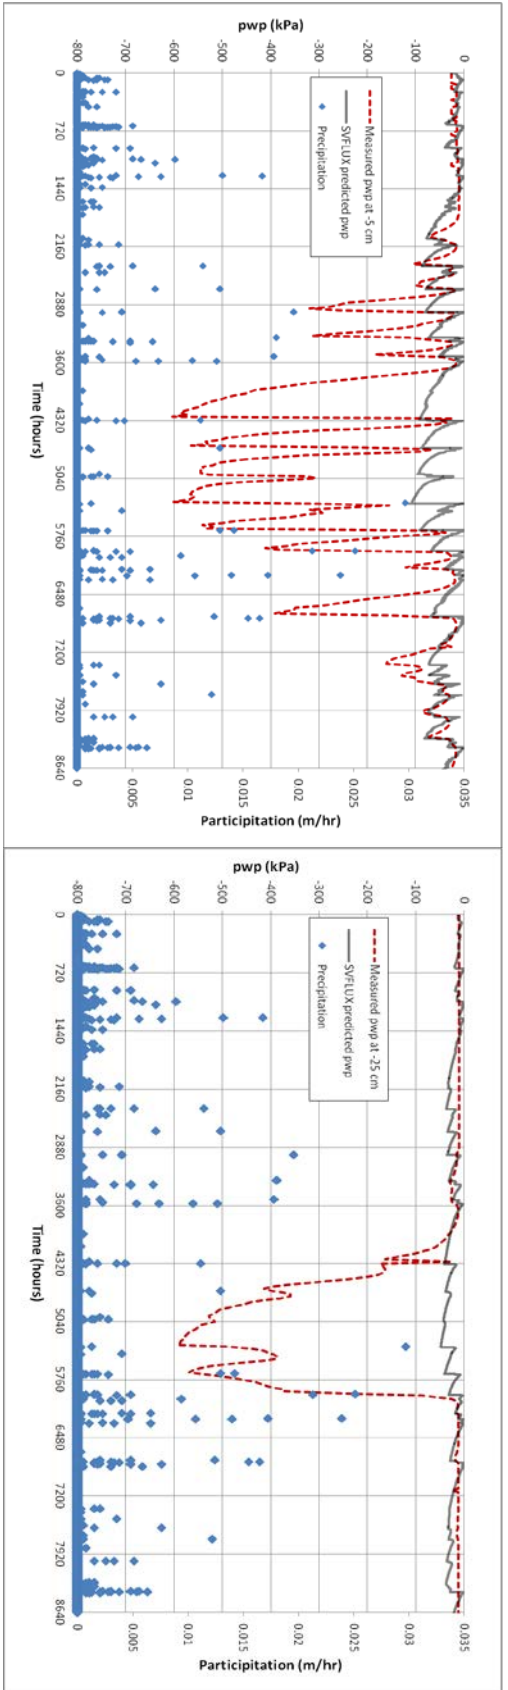 pwp (kPa)
-800 -700 -600 -500 -400 -300 -200 -100 0
0 720 1440 2160 2880 3600 4320 5040 5760 6480 7200 7920 8640
Time (hours)
Measured pwp at -5 cm
SVFLUX predicted pwp
Precipitation
0 0.005 0.01 0.015 0.02 0.025 0.03 0.035
Participitation (m/hr)
pwp (kPa)
-800 -700 -600 -500 -400 -300 -200 -100 0
0 720 1440 2160 2880 3600 4320 5040 5760 6480 7200 7920 8640
Time (hours)
Measured pwp at -25 cm
SVFLUX predicted pwp
Precipitation
0 0.005 0.01 0.015 0.02 0.025 0.03 0.035
Participitation (m/hr)